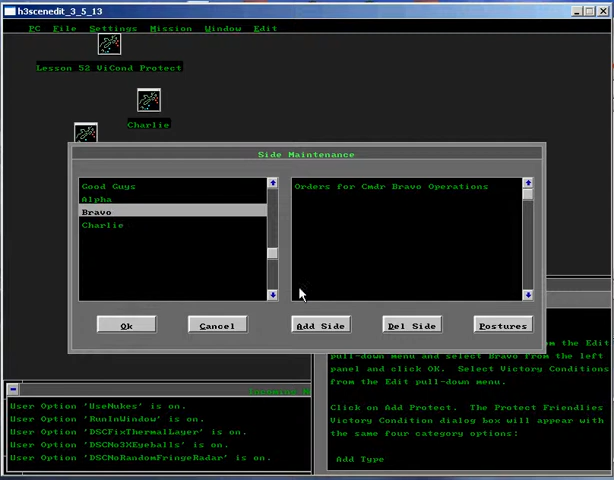 h3scenedit_3_5_13
PC File Settings Mission Window Edit
Lesson 52 ViCond Protect
Charlie
Side Maintenance
Good Guys
Alpha
Bravo
Charlie
Orders for Cmdr Bravo Operations
Ok Cancel Add Side Del Side Postures
from the Edit
pull-down menu and select Bravo from the left
panel and click OK. Select Victory Conditions
from the Edit pull-down menu.
Click on Add Protect. The Protect Friendlies
Victory Condition dialog box will appear with
the same four category options:
Add Type
User Option 'UseNukes' is on.
User Option 'RunInWindow' is on.
User Option 'DSCFixThermalLayer' is on.
User Option 'DSCNo3XEyeballs' is on.
User Option 'DSCNoRandomFringeRadar' is on.